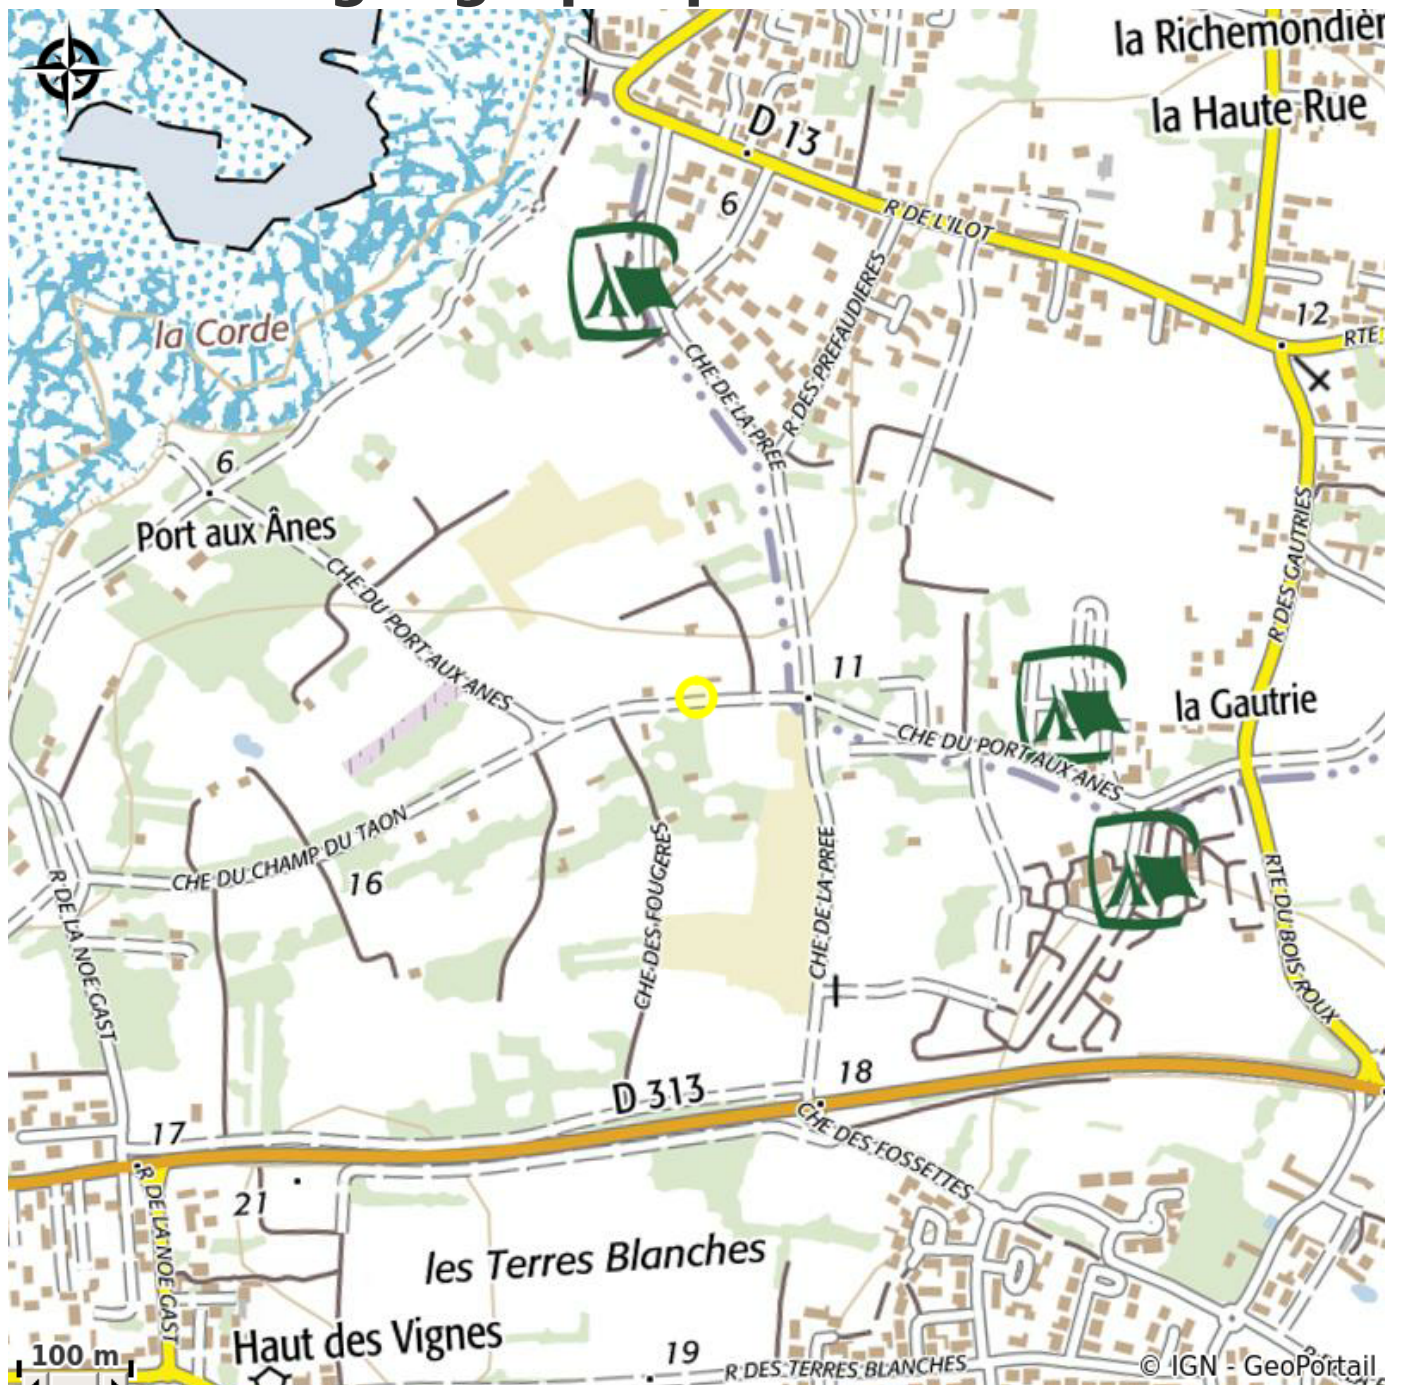 la Richemondièr
la Haute Rue
D 13
6
R DE L'ILOT
la Corde
12
RTE
CHE DE LA PREE
R DES PREFAUDIERES
6
Port aux Ânes
CHE DU PORT AUX ANES
R DES GAUTRIES
11
la Gautrie
CHE DU PORT AUX ANES
CHE DU CHAMP DU TAON
16
CHE DES FOUGERES
CHE DE LA PREE
R DE LA NOE GAST
RTE DU BOIS ROUX
18
D 313
17
CHE DES FOSSETTES
21
R DE LA NOE GAST
les Terres Blanches
Haut des Vignes
19
R DES TERRES BLANCHES
100 m
© IGN - GeoPortail